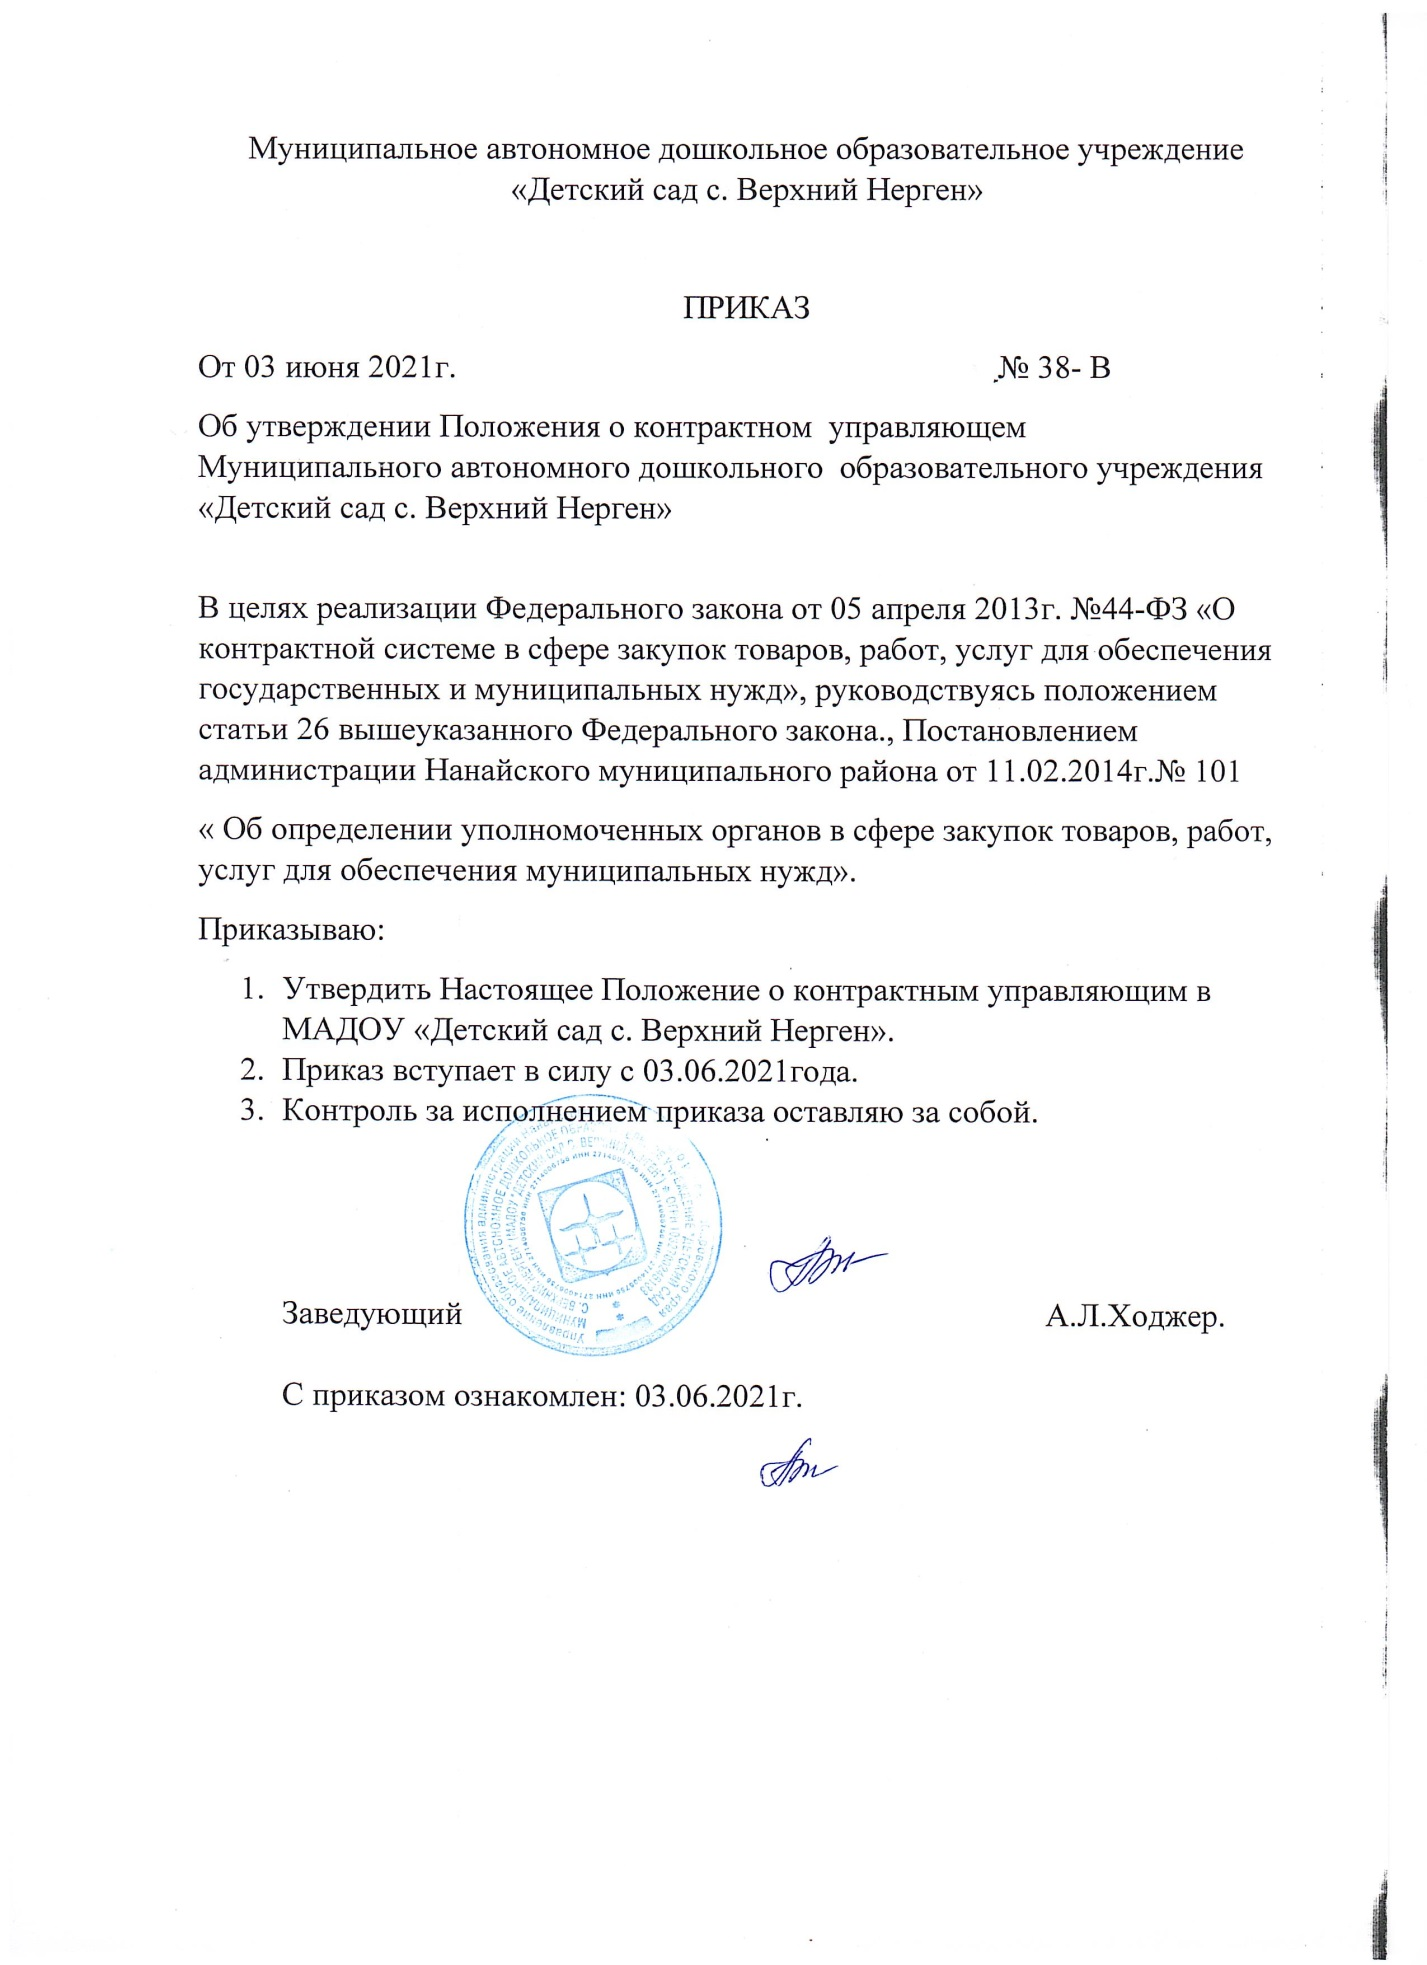 Муниципальное автономное дошкольное образовательное учреждение
«Детский сад с. Верхний Нерген»
ПРИКАЗ
От 03 июня 2021г. № 38- В
Об утверждении Положения о контрактном управляющем
Муниципального автономного дошкольного образовательного учреждения
«Детский сад с. Верхний Нерген»
В целях реализации Федерального закона от 05 апреля 2013г. №44-ФЗ «О
контрактной системе в сфере закупок товаров, работ, услуг для обеспечения
государственных и муниципальных нужд», руководствуясь положением
статьи 26 вышеуказанного Федерального закона., Постановлением
администрации Нанайского муниципального района от 11.02.2014г.№ 101
« Об определении уполномоченных органов в сфере закупок товаров, работ,
услуг для обеспечения муниципальных нужд».
Приказываю:
1. Утвердить Настоящее Положение о контрактным управляющим в
МАДОУ «Детский сад с. Верхний Нерген».
2. Приказ вступает в силу с 03.06.2021года.
3. Контроль за исполнением приказа оставляю за собой.
Заведующий А.Л.Ходжер.
С приказом ознакомлен: 03.06.2021г.